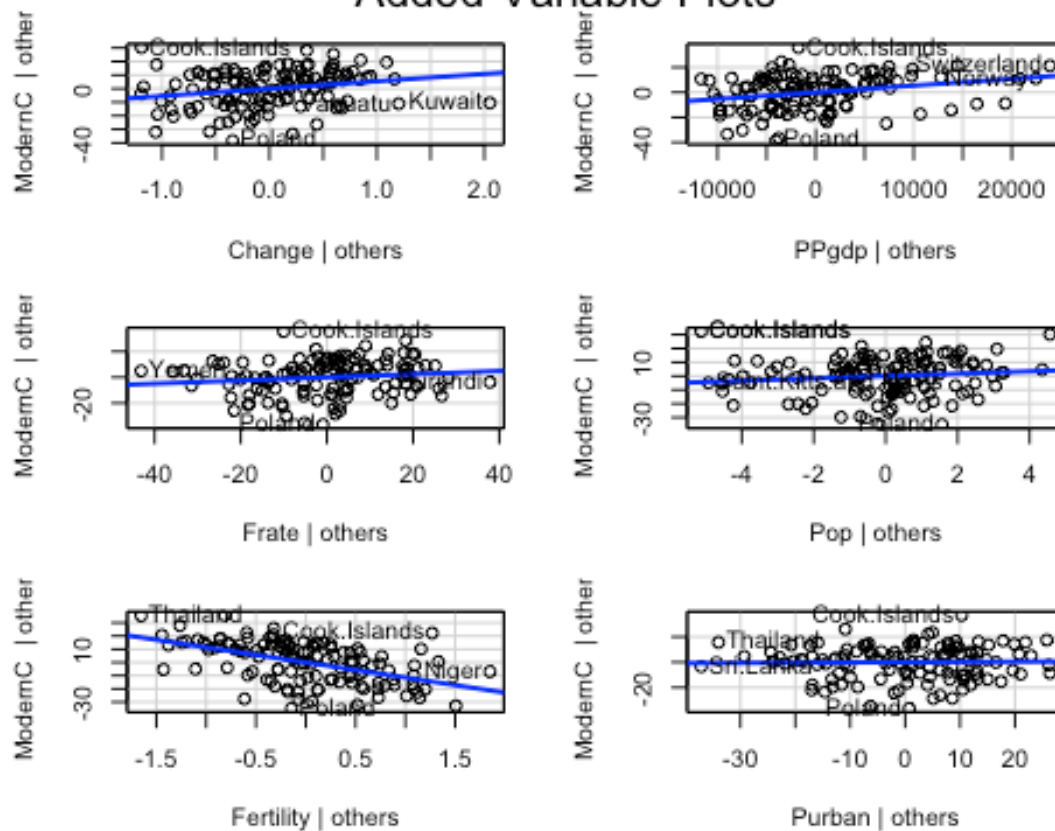 Added-Variable Plots
ModernC | other
0
-40
Cook.Islands
Kuwait
Poland
-1.0 0.0 1.0 2.0
Change | others
ModernC | other
0
-40
Cook.Islands
Switzerland
Norway
Poland
-10000 0 10000 20000
PPgdp | others
ModernC | other
-20
Cook.Islands
Yemen
Poland
-40 -20 0 20 40
Frate | others
ModernC | other
10
-30
Cook.Islands
Poland
-4 -2 0 2 4
Pop | others
ModernC | other
10
-30
Thailand
Cook.Islands
Niger
Poland
-1.5 -0.5 0.5 1.5
Fertility | others
ModernC | other
-20
Cook.Islands
Thailand
Sri.Lanka
Poland
-30 -10 0 10 20
Purban | others